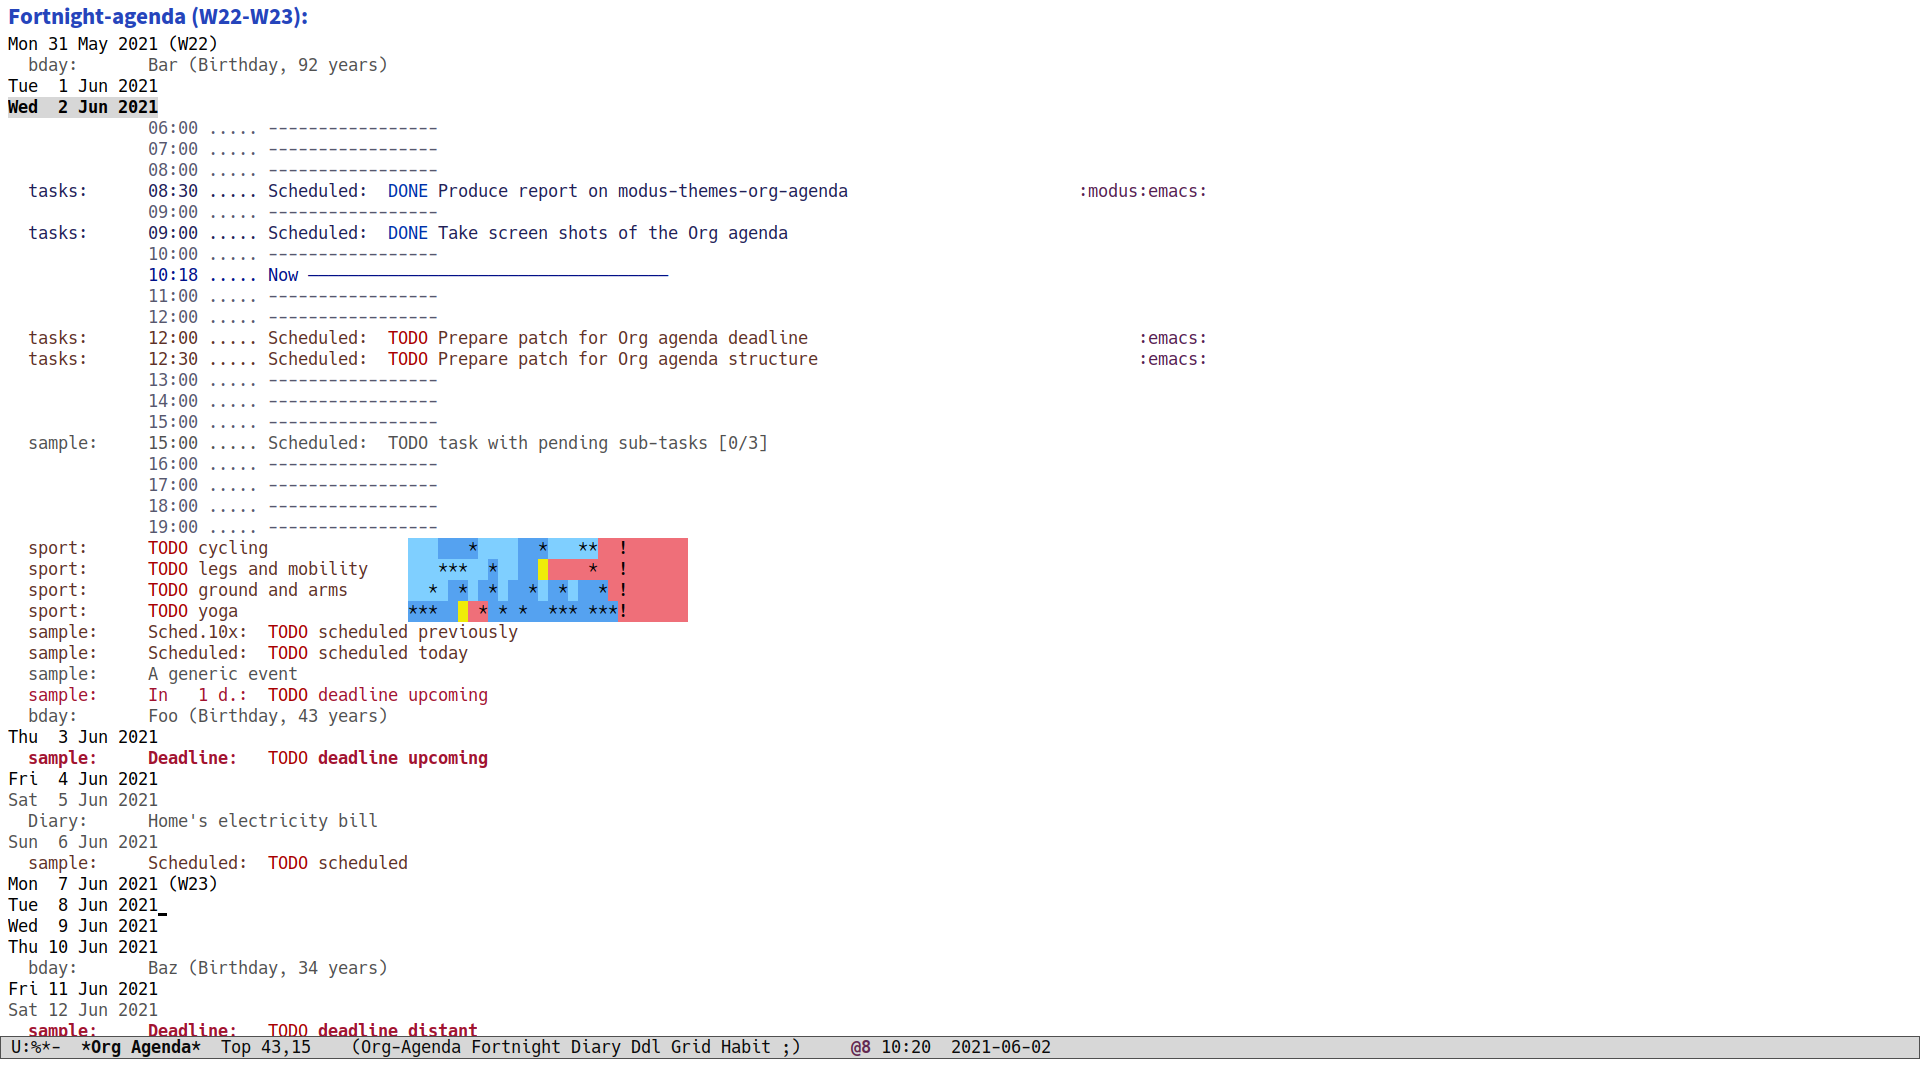 Fortnight-agenda (W22-W23):
Mon 31 May 2021 (W22)
  bday:       Bar (Birthday, 92 years)
Tue  1 Jun 2021
Wed  2 Jun 2021
              06:00 ..... -----------------
              07:00 ..... -----------------
              08:00 ..... -----------------
  tasks:      08:30 ..... Scheduled:  DONE Produce report on modus-themes-org-agenda                       :modus:emacs:
              09:00 ..... -----------------
  tasks:      09:00 ..... Scheduled:  DONE Take screen shots of the Org agenda
              10:00 ..... -----------------
              10:18 ..... Now ────────────────────────────────────
              11:00 ..... -----------------
              12:00 ..... -----------------
  tasks:      12:00 ..... Scheduled:  TODO Prepare patch for Org agenda deadline                                 :emacs:
  tasks:      12:30 ..... Scheduled:  TODO Prepare patch for Org agenda structure                                :emacs:
              13:00 ..... -----------------
              14:00 ..... -----------------
              15:00 ..... -----------------
  sample:     15:00 ..... Scheduled:  TODO task with pending sub-tasks [0/3]
              16:00 ..... -----------------
              17:00 ..... -----------------
              18:00 ..... -----------------
              19:00 ..... -----------------
  sport:      TODO cycling                    *      *   **  !
  sport:      TODO legs and mobility       ***  *         *  !
  sport:      TODO ground and arms        *  *  *   *  *   * !
  sport:      TODO yoga                 ***    * * *  *** ***!
  sample:     Sched.10x:  TODO scheduled previously
  sample:     Scheduled:  TODO scheduled today
  sample:     A generic event
  sample:     In   1 d.:  TODO deadline upcoming
  bday:       Foo (Birthday, 43 years)
Thu  3 Jun 2021
  sample:     Deadline:   TODO deadline upcoming
Fri  4 Jun 2021
Sat  5 Jun 2021
  Diary:      Home's electricity bill
Sun  6 Jun 2021
  sample:     Scheduled:  TODO scheduled
Mon  7 Jun 2021 (W23)
Tue  8 Jun 2021
Wed  9 Jun 2021
Thu 10 Jun 2021
  bday:       Baz (Birthday, 34 years)
Fri 11 Jun 2021
Sat 12 Jun 2021
  sample:     Deadline:   TODO deadline distant
U:%*-  *Org Agenda*  Top 43,15    (Org-Agenda Fortnight Diary Ddl Grid Habit ;)     @8 10:20  2021-06-02